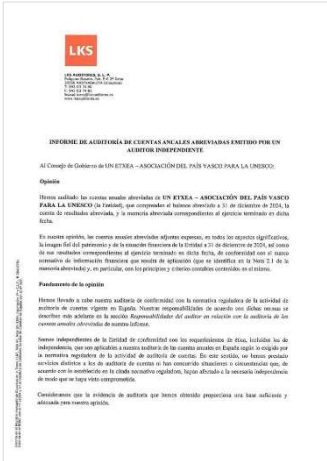 LKS
LKS AUDITORES, S.L.P.
INFORME DE AUDITORÍA DE CUENTAS ANUALES ABREVIADAS EMITIDO POR UN
AUDITOR INDEPENDIENTE
Al Consejo de Gobierno de UN ETXEA – ASOCIACIÓN DEL PAÍS VASCO PARA LA UNESCO:
Opinión
Hemos auditado las cuentas anuales abreviadas de UN ETXEA – ASOCIACIÓN DEL PAÍS VASCO
PARA LA UNESCO (la Entidad), que comprenden el balance abreviado a 31 de diciembre de 2024, la
cuenta de resultados abreviada, y la memoria abreviada correspondientes al ejercicio terminado en dicha
fecha.
En nuestra opinión, las cuentas anuales abreviadas adjuntas expresan, en todos los aspectos significativos,
la imagen fiel del patrimonio y de la situación financiera de la Entidad a 31 de diciembre de 2024, así como
de sus resultados correspondientes al ejercicio terminado en dicha fecha, de conformidad con el marco
normativo de información financiera que resulta de aplicación (que se identifica en la Nota 2.1 de la
memoria abreviada) y, en particular, con los principios y criterios contables contenidos en el mismo.
Fundamento de la opinión
Hemos llevado a cabo nuestra auditoría de conformidad con la normativa reguladora de la actividad de
auditoría de cuentas vigente en España. Nuestras responsabilidades de acuerdo con dichas normas se
describen más adelante en la sección Responsabilidades del auditor en relación con la auditoría de las
cuentas anuales abreviadas de nuestro informe.
Somos independientes de la Entidad de conformidad con los requerimientos de ética, incluidos los de
independencia, que son aplicables a nuestra auditoría de las cuentas anuales en España según lo exigido por
la normativa reguladora de la actividad de auditoría de cuentas. En este sentido, no hemos prestado
servicios distintos a los de auditoría de cuentas ni han concurrido situaciones o circunstancias que, de
acuerdo con lo establecido en la citada normativa reguladora, hayan afectado a la necesaria independencia
de modo que se haya visto comprometida.
Consideramos que la evidencia de auditoría que hemos obtenido proporciona una base suficiente y
adecuada para nuestra opinión.